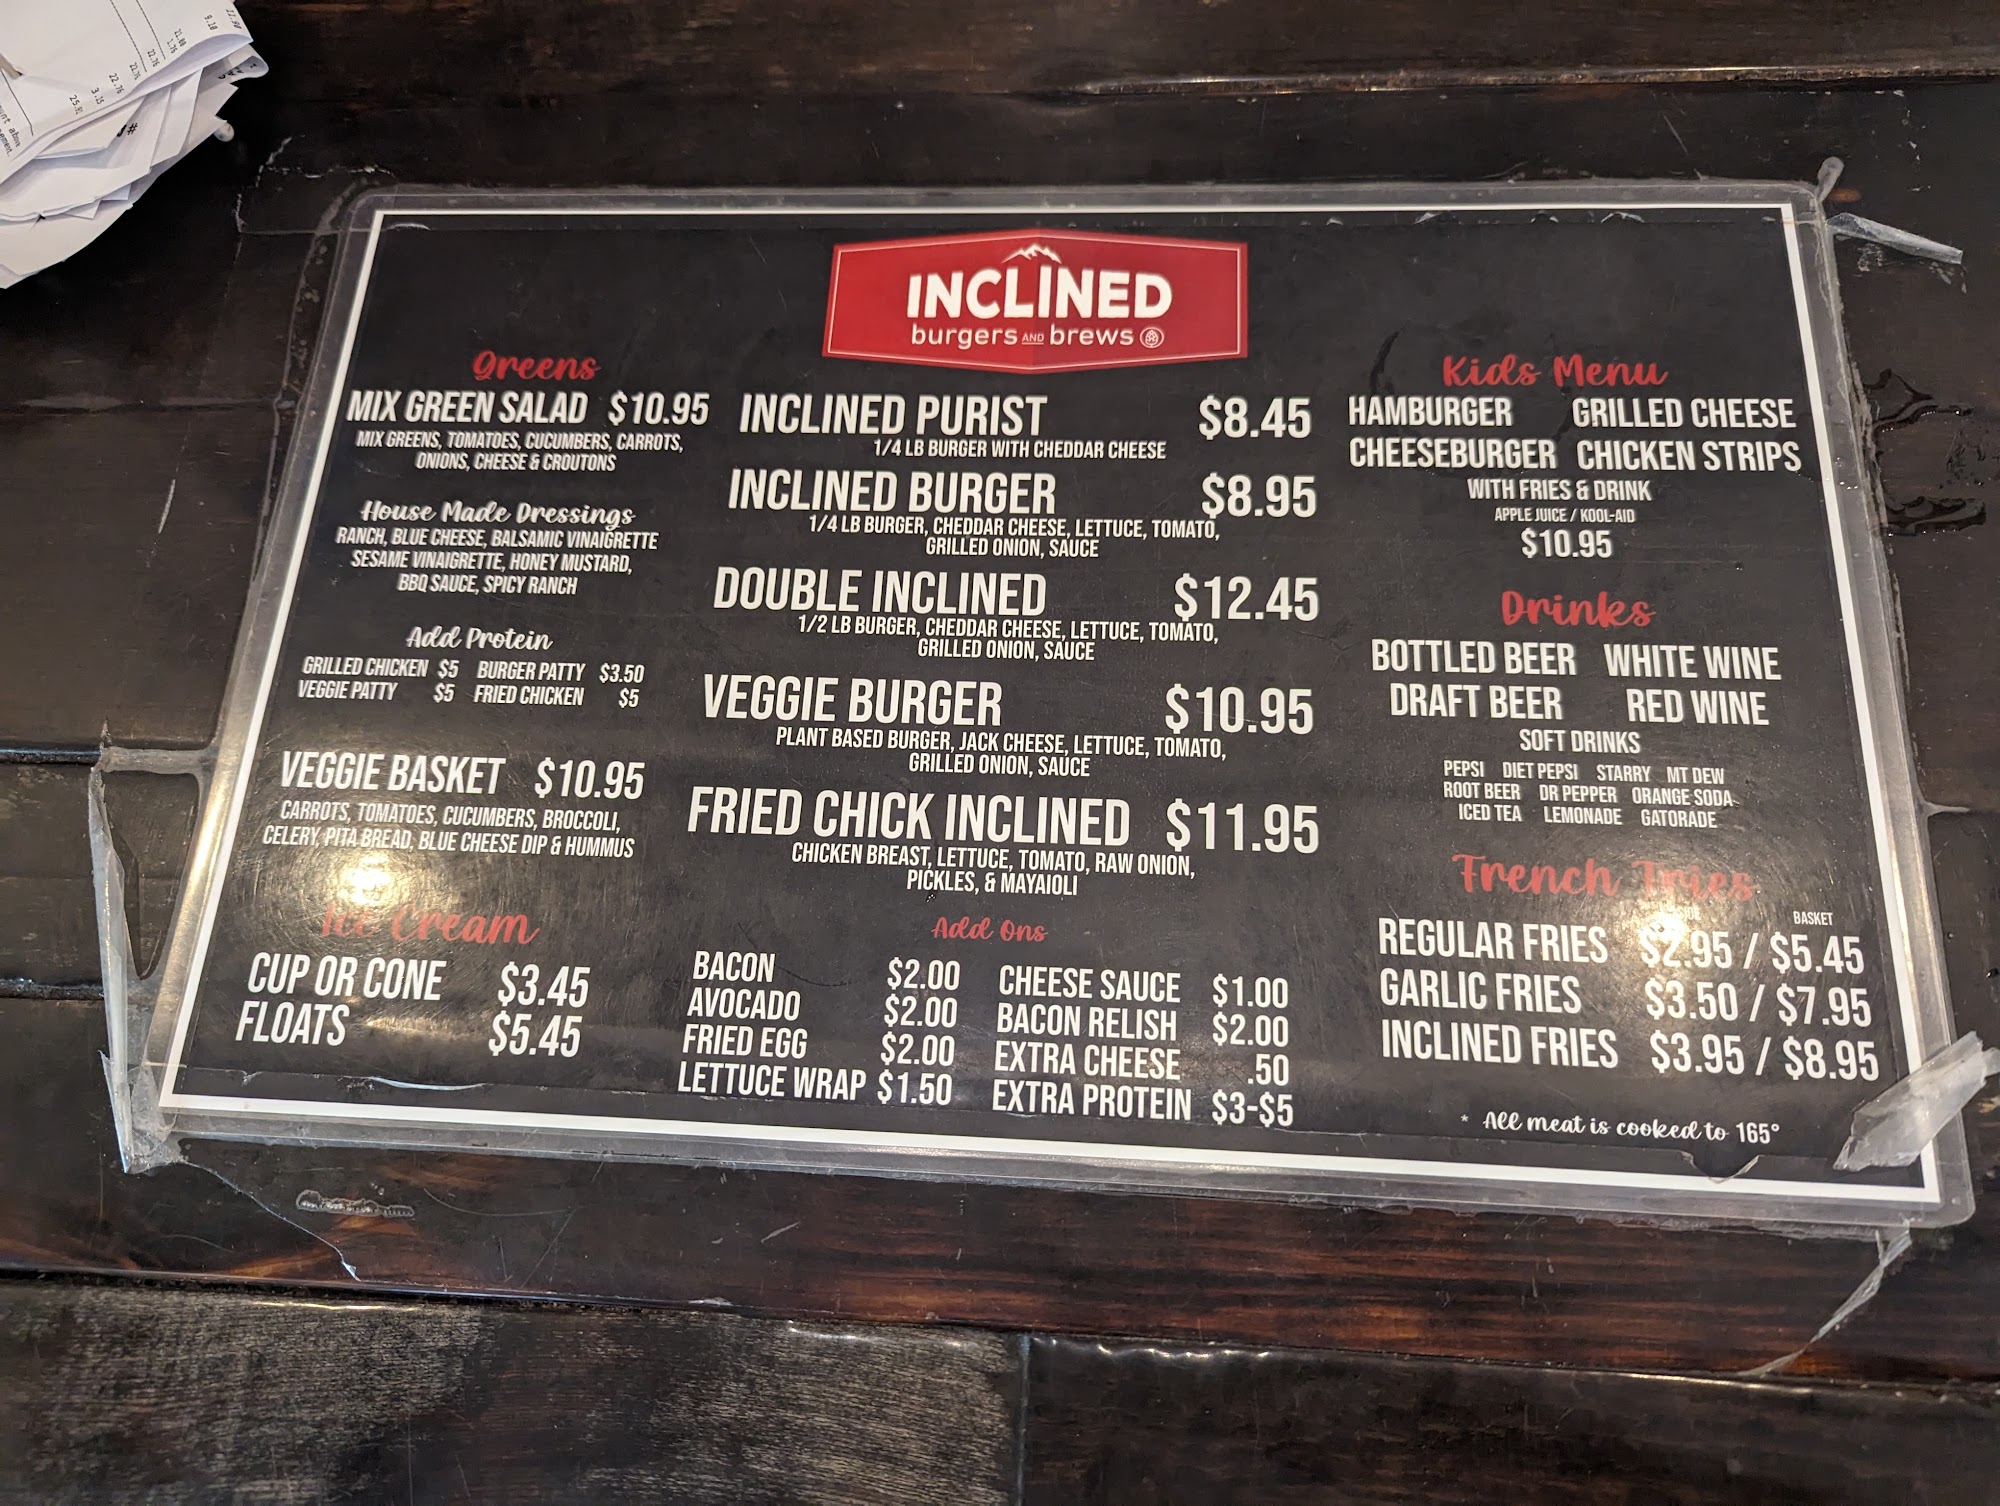 INCLINED
burgers AND brews
Greens
MIX GREEN SALAD $10.95
MIX GREENS, TOMATOES, CUCUMBERS, CARROTS,
ONIONS, CHEESE & CROUTONS
House Made Dressings
RANCH, BLUE CHEESE, BALSAMIC VINAIGRETTE
SESAME VINAIGRETTE, HONEY MUSTARD,
BBQ SAUCE, SPICY RANCH
Add Protein
GRILLED CHICKEN $5 BURGER PATTY $3.50
VEGGIE PATTY $5 FRIED CHICKEN $5
VEGGIE BASKET $10.95
CARROTS, TOMATOES, CUCUMBERS, BROCCOLI,
CELERY, PITA BREAD, BLUE CHEESE DIP & HUMMUS
Ice Cream
CUP OR CONE $3.45
FLOATS $5.45
INCLINED PURIST $8.45
1/4 LB BURGER WITH CHEDDAR CHEESE
INCLINED BURGER $8.95
1/4 LB BURGER, CHEDDAR CHEESE, LETTUCE, TOMATO,
GRILLED ONION, SAUCE
DOUBLE INCLINED $12.45
1/2 LB BURGER, CHEDDAR CHEESE, LETTUCE, TOMATO,
GRILLED ONION, SAUCE
VEGGIE BURGER $10.95
PLANT BASED BURGER, JACK CHEESE, LETTUCE, TOMATO,
GRILLED ONION, SAUCE
FRIED CHICK INCLINED $11.95
CHICKEN BREAST, LETTUCE, TOMATO, RAW ONION,
PICKLES, & MAYAIOLI
Add Ons
BACON $2.00 CHEESE SAUCE $1.00
AVOCADO $2.00 BACON RELISH $2.00
FRIED EGG $2.00 EXTRA CHEESE .50
LETTUCE WRAP $1.50 EXTRA PROTEIN $3-$5
Kids Menu
HAMBURGER GRILLED CHEESE
CHEESEBURGER CHICKEN STRIPS
WITH FRIES & DRINK
APPLE JUICE / KOOL-AID
$10.95
Drinks
BOTTLED BEER WHITE WINE
DRAFT BEER RED WINE
SOFT DRINKS
PEPSI DIET PEPSI STARRY MT DEW
ROOT BEER DR PEPPER ORANGE SODA
ICED TEA LEMONADE GATORADE
French Fries
SIDE BASKET
REGULAR FRIES $2.95 / $5.45
GARLIC FRIES $3.50 / $7.95
INCLINED FRIES $3.95 / $8.95
* All meat is cooked to 165°